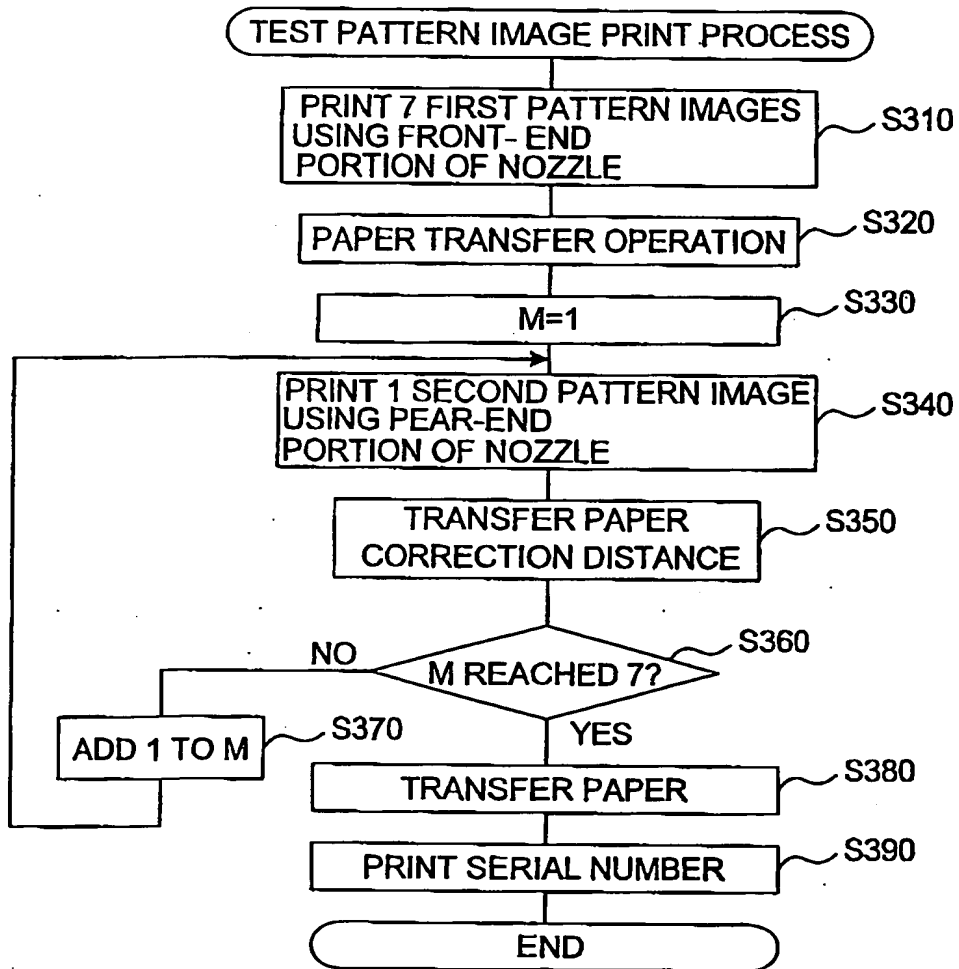 TEST PATTERN IMAGE PRINT PROCESS
PRINT 7 FIRST PATTERN IMAGES
USING FRONT- END
PORTION OF NOZZLE
S310
PAPER TRANSFER OPERATION
S320
M=1
S330
PRINT 1 SECOND PATTERN IMAGE
USING PEAR-END
PORTION OF NOZZLE
S340
TRANSFER PAPER
CORRECTION DISTANCE
S350
M REACHED 7?
S360
NO
YES
ADD 1 TO M
S370
TRANSFER PAPER
S380
PRINT SERIAL NUMBER
S390
END